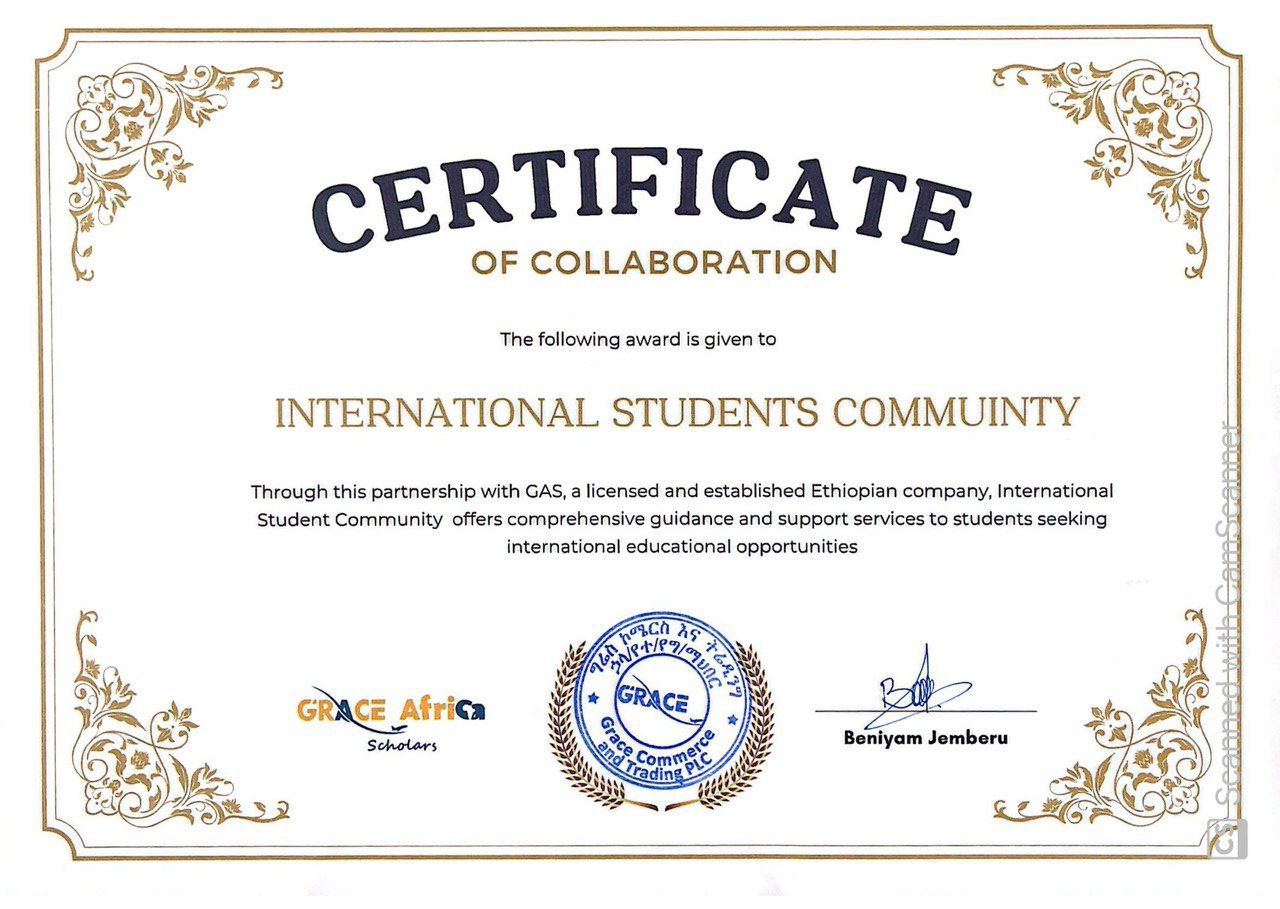 CERTIFICATE
OF COLLABORATION
The following award is given to
INTERNATIONAL STUDENTS COMMUINTY
Through this partnership with GAS, a licensed and established Ethiopian company, International
Student Community offers comprehensive guidance and support services to students seeking
international educational opportunities
GRACE AfriCa
Scholars
ግሬስ ኮሜርስ እና ትሬዲንግ
ኃላ/የተ/የግ/ማህበር
GRACE
Grace Commerce
and Trading PLC
Beniyam Jemberu
CS Scanned with CamScanner